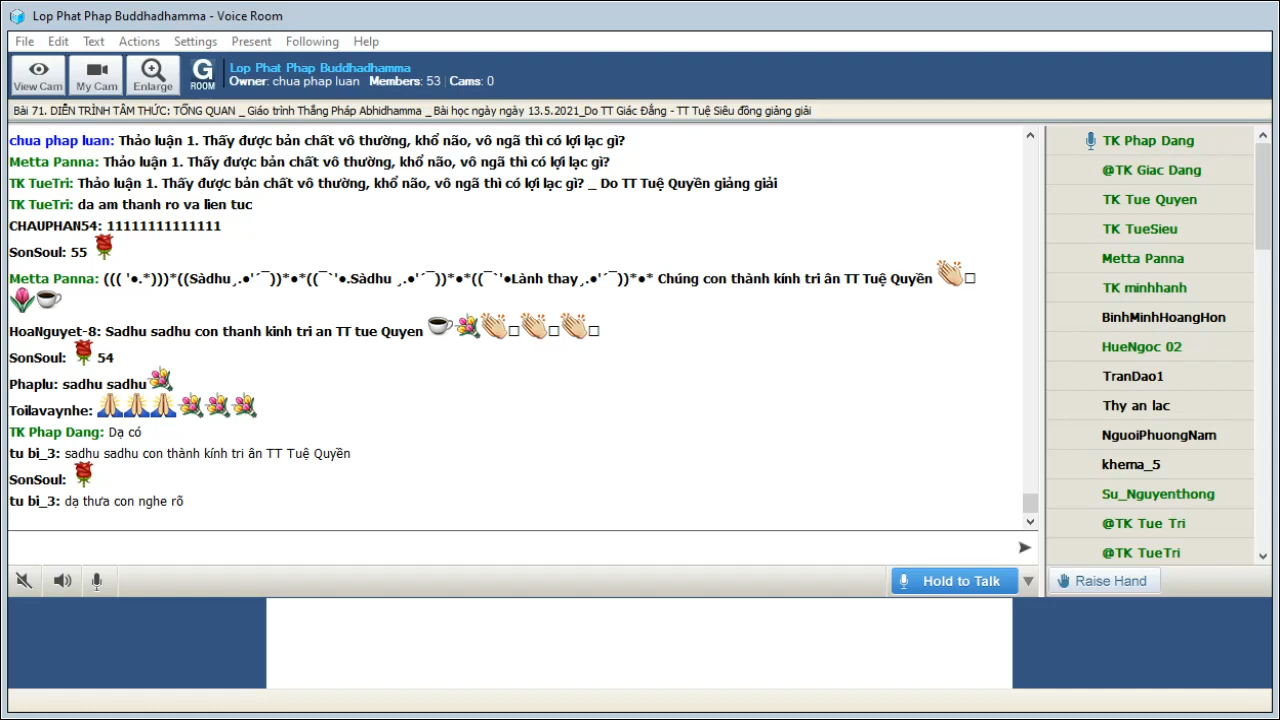 Lop Phat Phap Buddhadhamma - Voice Room
File Edit Text Actions Settings Present Following Help
View Cam My Cam Enlarge G ROOM
Lop Phat Phap Buddhadhamma
Owner: chua phap luan Members: 53 Cams: 0
Bài 71. DIỄN TRÌNH TÂM THỨC: TỔNG QUAN _ Giáo trình Thắng Pháp Abhidhamma _ Bài học ngày ngày 13.5.2021_Do TT Giác Đẳng - TT Tuệ Siêu đồng giảng giải
chua phap luan: Thảo luận 1. Thấy được bản chất vô thường, khổ não, vô ngã thì có lợi lạc gì?
Metta Panna: Thảo luận 1. Thấy được bản chất vô thường, khổ não, vô ngã thì có lợi lạc gì?
TK TueTri: Thảo luận 1. Thấy được bản chất vô thường, khổ não, vô ngã thì có lợi lạc gì? _ Do TT Tuệ Quyền giảng giải
TK TueTri: da am thanh ro va lien tuc
CHAUPHAN54: 11111111111111
SonSoul: 55
Metta Panna: ((( '●.*)))*((Sàdhu¸.●'´¯))*●*((¯`'●.Sàdhu ¸.●'´¯))*●*((¯`'●Lành thay¸.●'´¯))*●* Chúng con thành kính tri ân TT Tuệ Quyền
HoaNguyet-8: Sadhu sadhu con thanh kinh tri an TT tue Quyen
SonSoul: 54
Phaplu: sadhu sadhu
Toilavaynhe:
TK Phap Dang: Dạ có
tu bi_3: sadhu sadhu con thành kính tri ân TT Tuệ Quyền
SonSoul:
tu bi_3: dạ thưa con nghe rõ
Hold to Talk
TK Phap Dang
@TK Giac Dang
TK Tue Quyen
TK TueSieu
Metta Panna
TK minhhanh
BinhMinhHoangHon
HueNgoc 02
TranDao1
Thy an lac
NguoiPhuongNam
khema_5
Su_Nguyenthong
@TK Tue Tri
@TK TueTri
Raise Hand